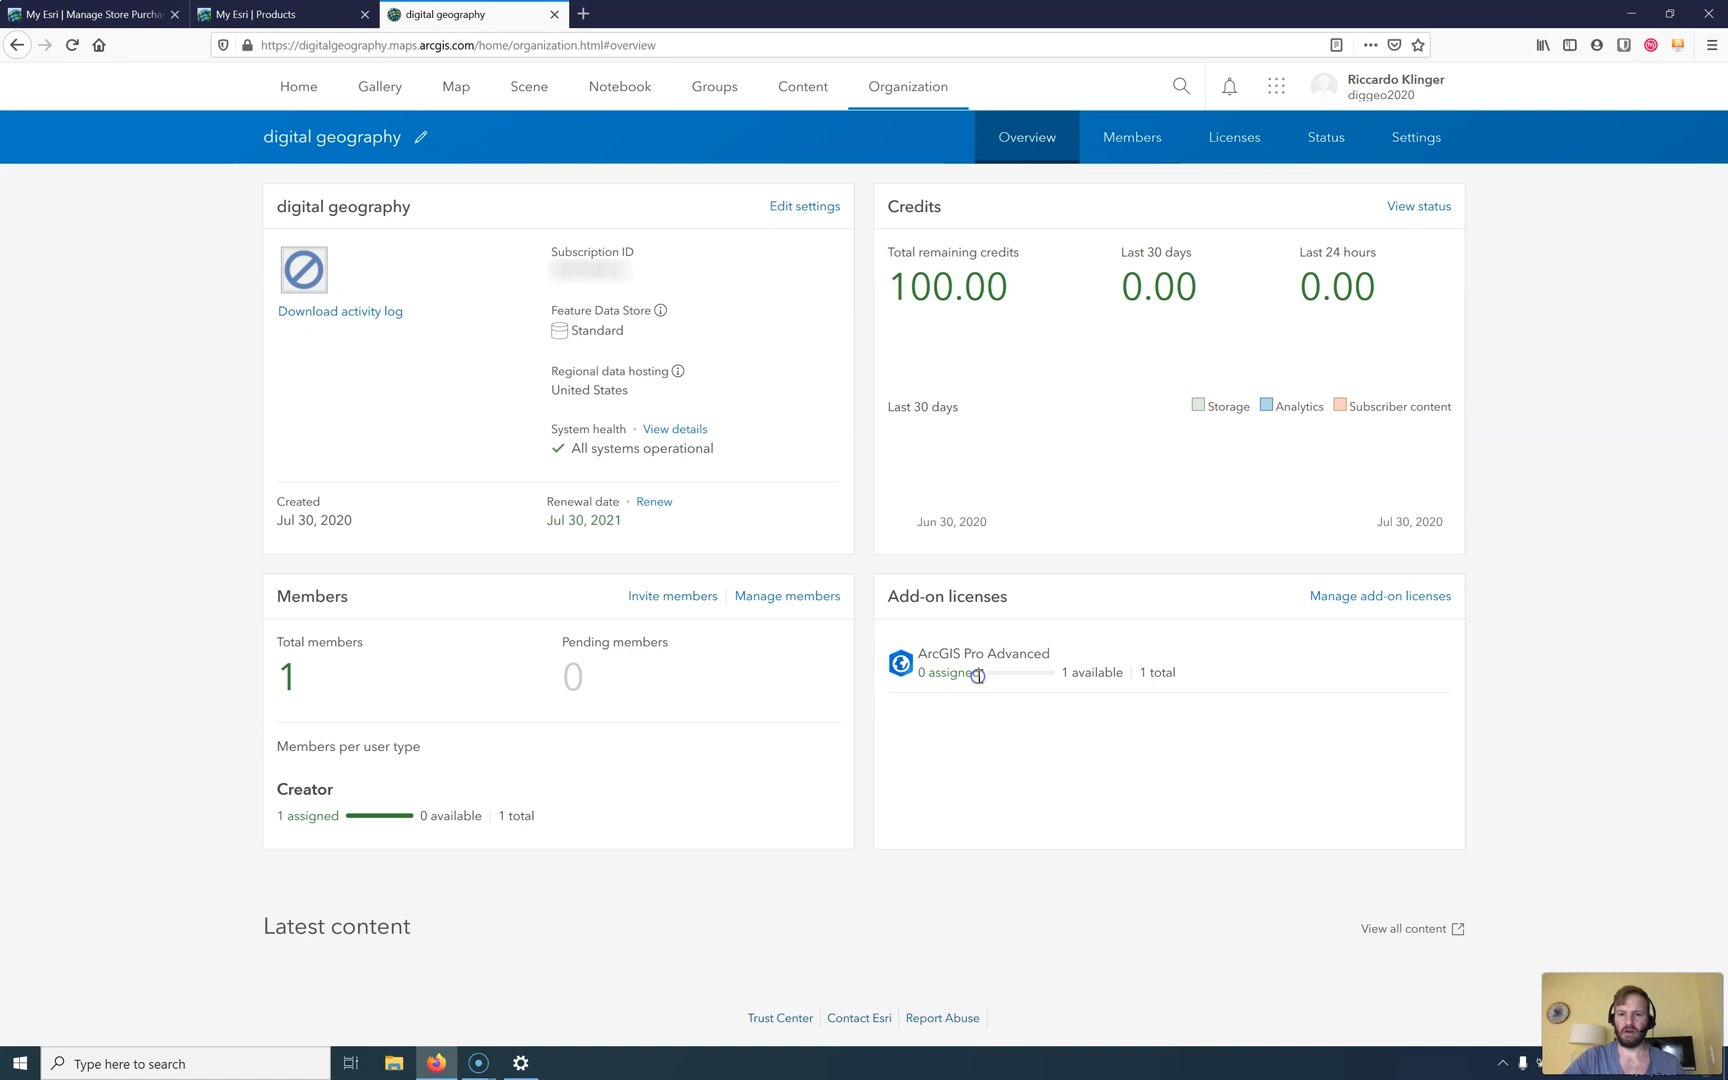 My Esri | Manage Store Purcha
My Esri | Products
digital geography
https://digitalgeography.maps.arcgis.com/home/organization.html#overview
Home
Gallery
Map
Scene
Notebook
Groups
Content
Organization
Riccardo Klinger
diggeo2020
digital geography
Overview
Members
Licenses
Status
Settings
digital geography
Edit settings
Download activity log
Subscription ID
Feature Data Store
Standard
Regional data hosting
United States
System health • View details
All systems operational
Created
Jul 30, 2020
Renewal date • Renew
Jul 30, 2021
Credits
View status
Total remaining credits
100.00
Last 30 days
0.00
Last 24 hours
0.00
Last 30 days
Storage
Analytics
Subscriber content
Jun 30, 2020
Jul 30, 2020
Members
Invite members
Manage members
Total members
1
Pending members
0
Members per user type
Creator
1 assigned
0 available
1 total
Add-on licenses
Manage add-on licenses
ArcGIS Pro Advanced
0 assigned
1 available
1 total
Latest content
View all content
Trust Center
Contact Esri
Report Abuse
Type here to search